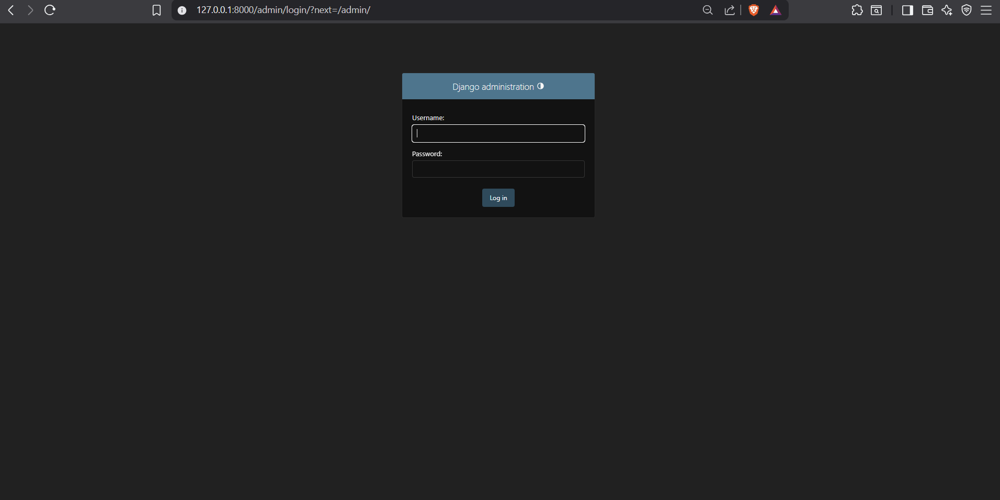 127.0.0.1:8000/admin/login/?next=/admin/
Django administration
Username:
Password:
Log in